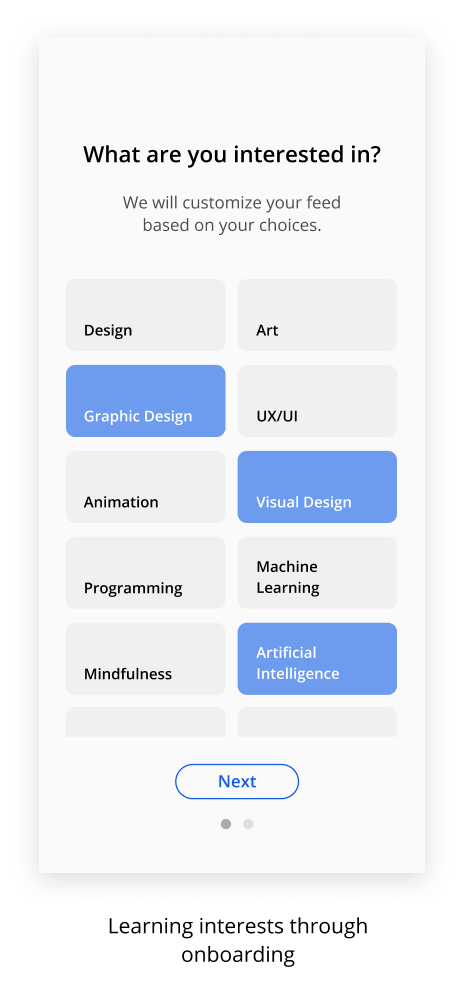 What are you interested in?
We will customize your feed
based on your choices.
Design
Art
Graphic Design
UX/UI
Animation
Visual Design
Programming
Machine
Learning
Mindfulness
Artificial
Intelligence
Next
Learning interests through
onboarding